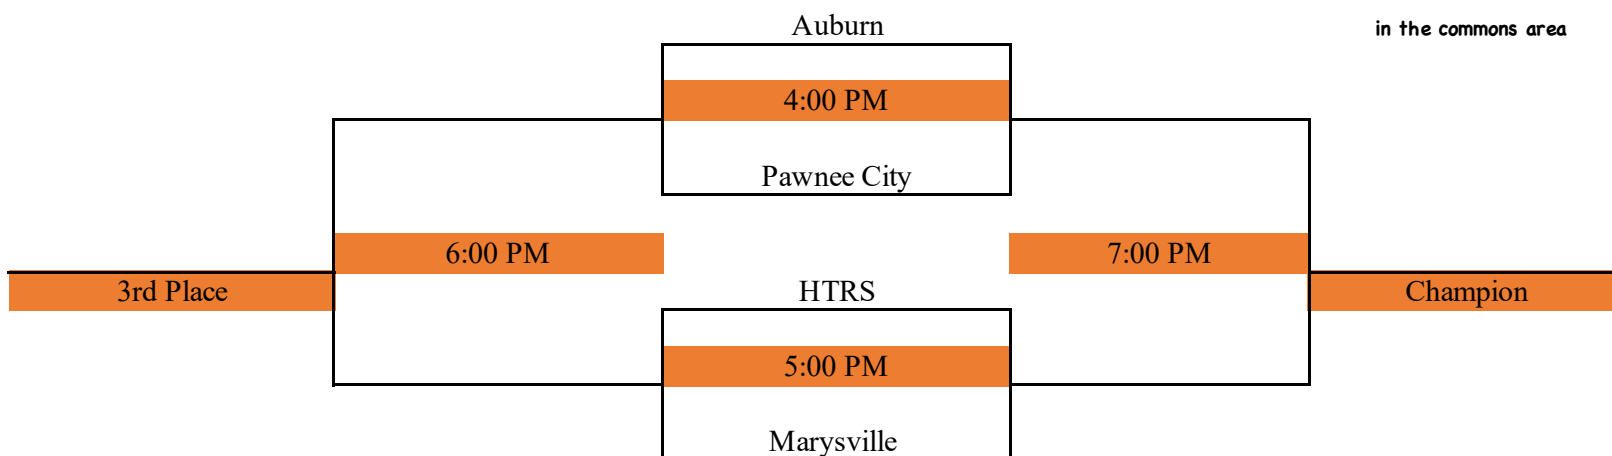 Auburn
in the commons area
4:00 PM
Pawnee City
6:00 PM
7:00 PM
3rd Place
HTRS
Champion
5:00 PM
Marysville